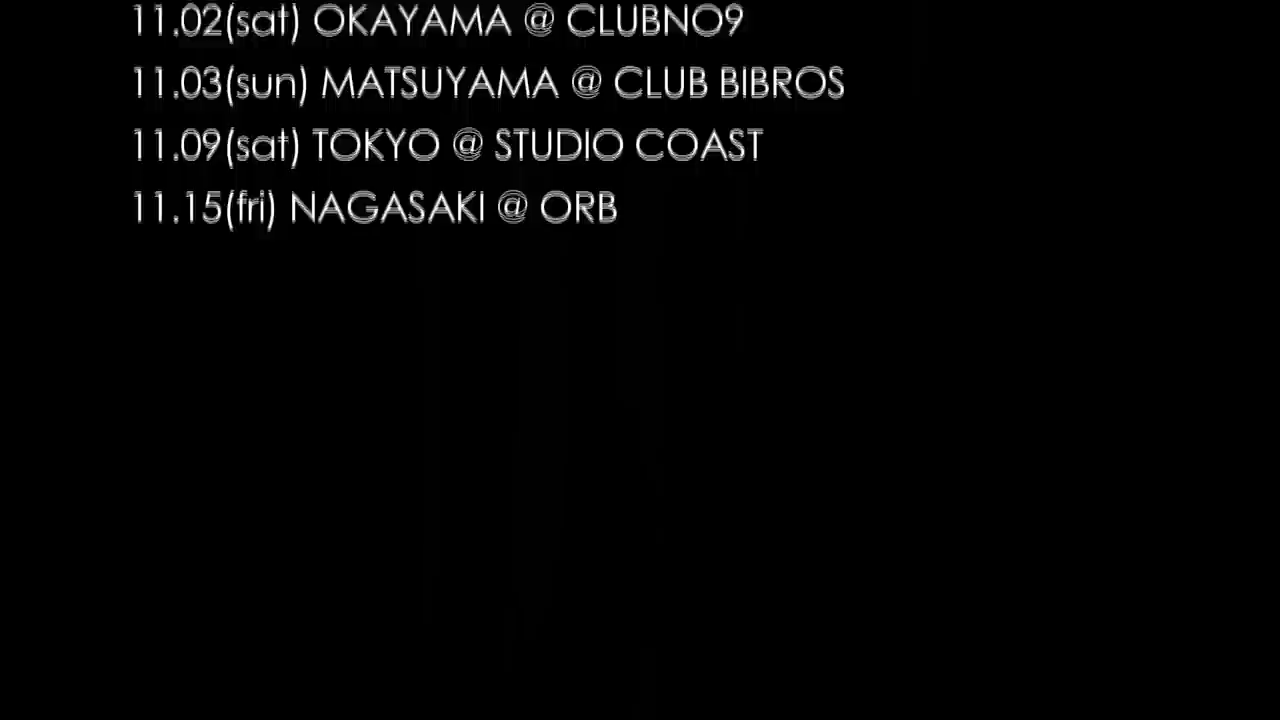 11.02(sat) OKAYAMA @ CLUBNO9
11.03(sun) MATSUYAMA @ CLUB BIBROS
11.09(sat) TOKYO @ STUDIO COAST
11.15(fri) NAGASAKI @ ORB